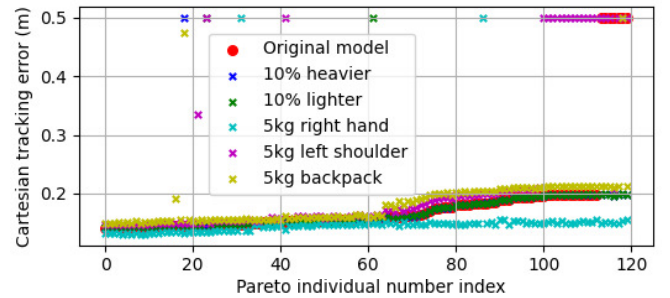 Cartesian tracking error (m)
0.5
0.4
0.3
0.2
Original model
10% heavier
10% lighter
5kg right hand
5kg left shoulder
5kg backpack
0 20 40 60 80 100 120
Pareto individual number index